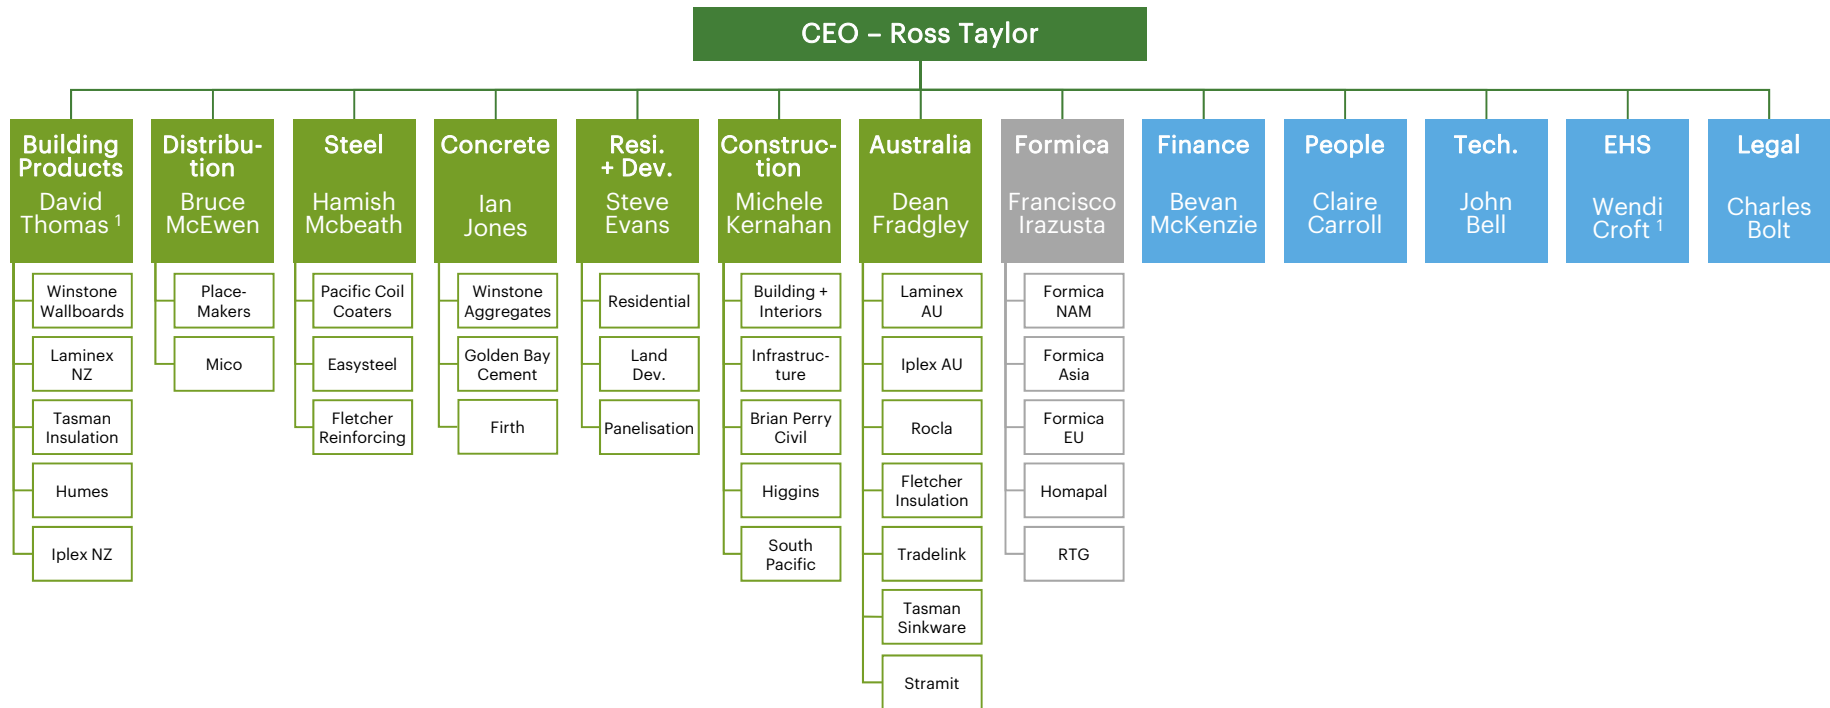 CEO – Ross Taylor
Building
Products
David
Thomas ¹
Distribu-
tion
Bruce
McEwen
Steel
Hamish
Mcbeath
Concrete
Ian
Jones
Resi.
+ Dev.
Steve
Evans
Construc-
tion
Michele
Kernahan
Australia
Dean
Fradgley
Formica
Francisco
Irazusta
Finance
Bevan
McKenzie
People
Claire
Carroll
Tech.
John
Bell
EHS
Wendi
Croft ¹
Legal
Charles
Bolt
Winstone
Wallboards
Laminex
NZ
Tasman
Insulation
Humes
Iplex NZ
Place-
Makers
Mico
Pacific Coil
Coaters
Easysteel
Fletcher
Reinforcing
Winstone
Aggregates
Golden Bay
Cement
Firth
Residential
Land
Dev.
Panelisation
Building +
Interiors
Infrastruc-
ture
Brian Perry
Civil
Higgins
South
Pacific
Laminex
AU
Iplex AU
Rocla
Fletcher
Insulation
Tradelink
Tasman
Sinkware
Stramit
Formica
NAM
Formica
Asia
Formica
EU
Homapal
RTG